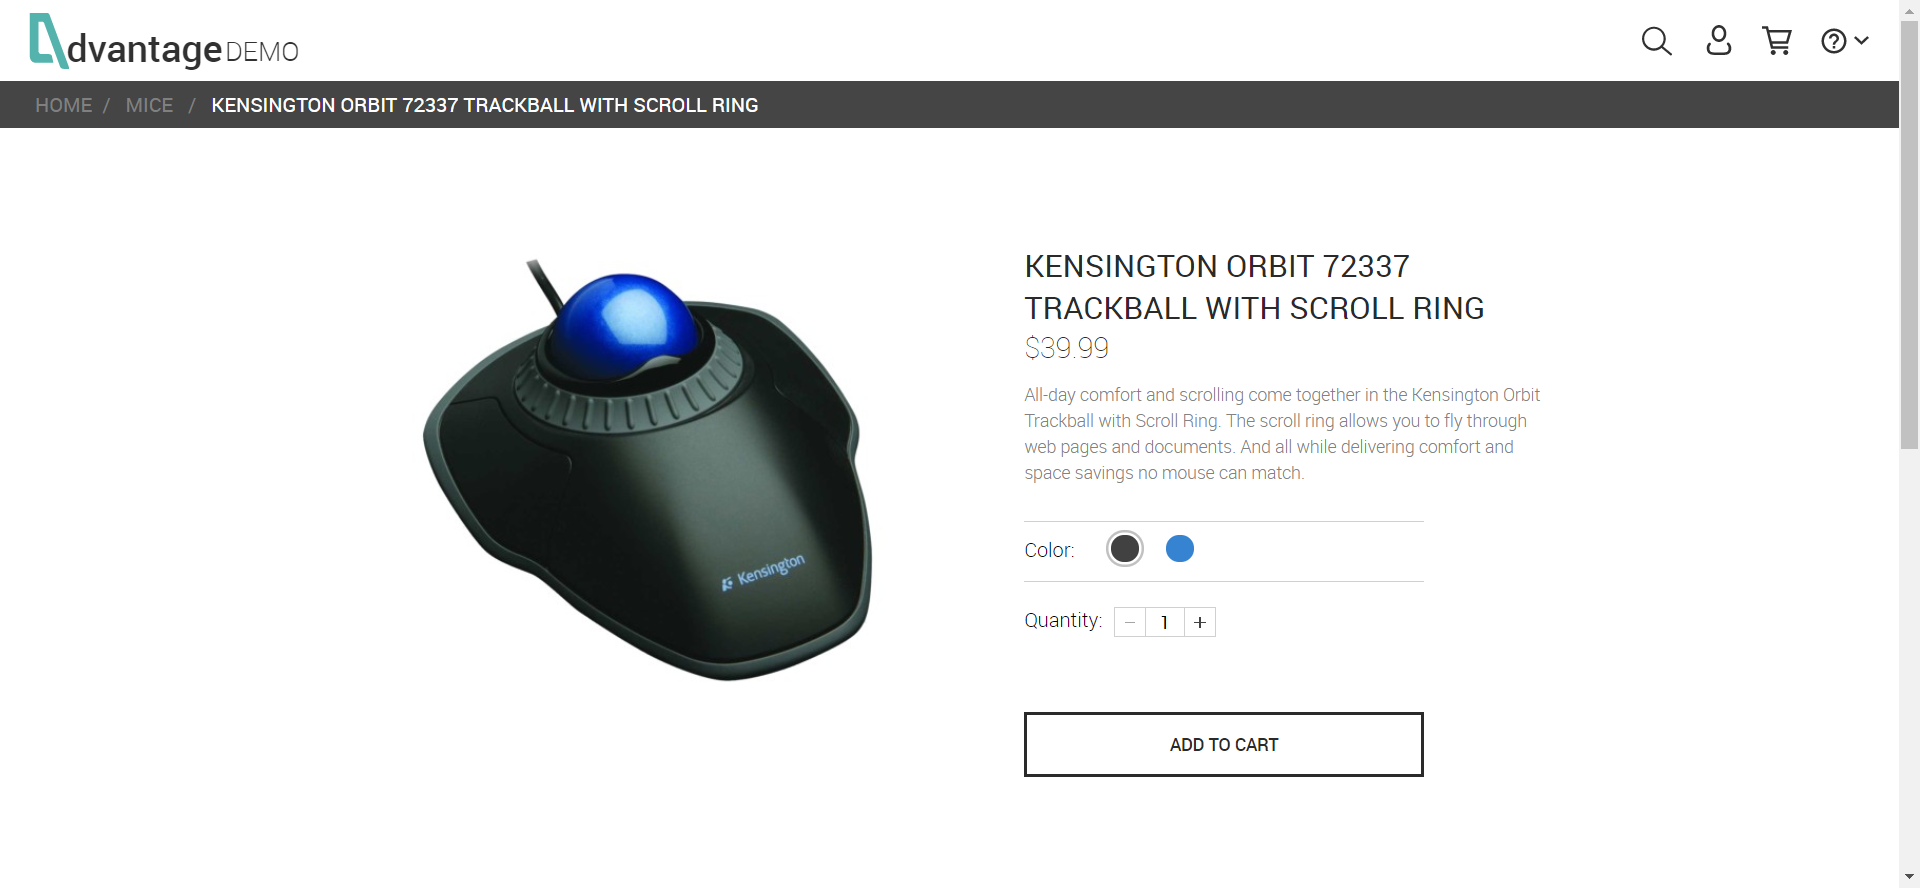 dvantage DEMO
HOME / MICE / KENSINGTON ORBIT 72337 TRACKBALL WITH SCROLL RING
KENSINGTON ORBIT 72337
TRACKBALL WITH SCROLL RING
$39.99
All-day comfort and scrolling come together in the Kensington Orbit
Trackball with Scroll Ring. The scroll ring allows you to fly through
web pages and documents. And all while delivering comfort and
space savings no mouse can match.
Color:
Quantity: − 1 +
ADD TO CART
Kensington